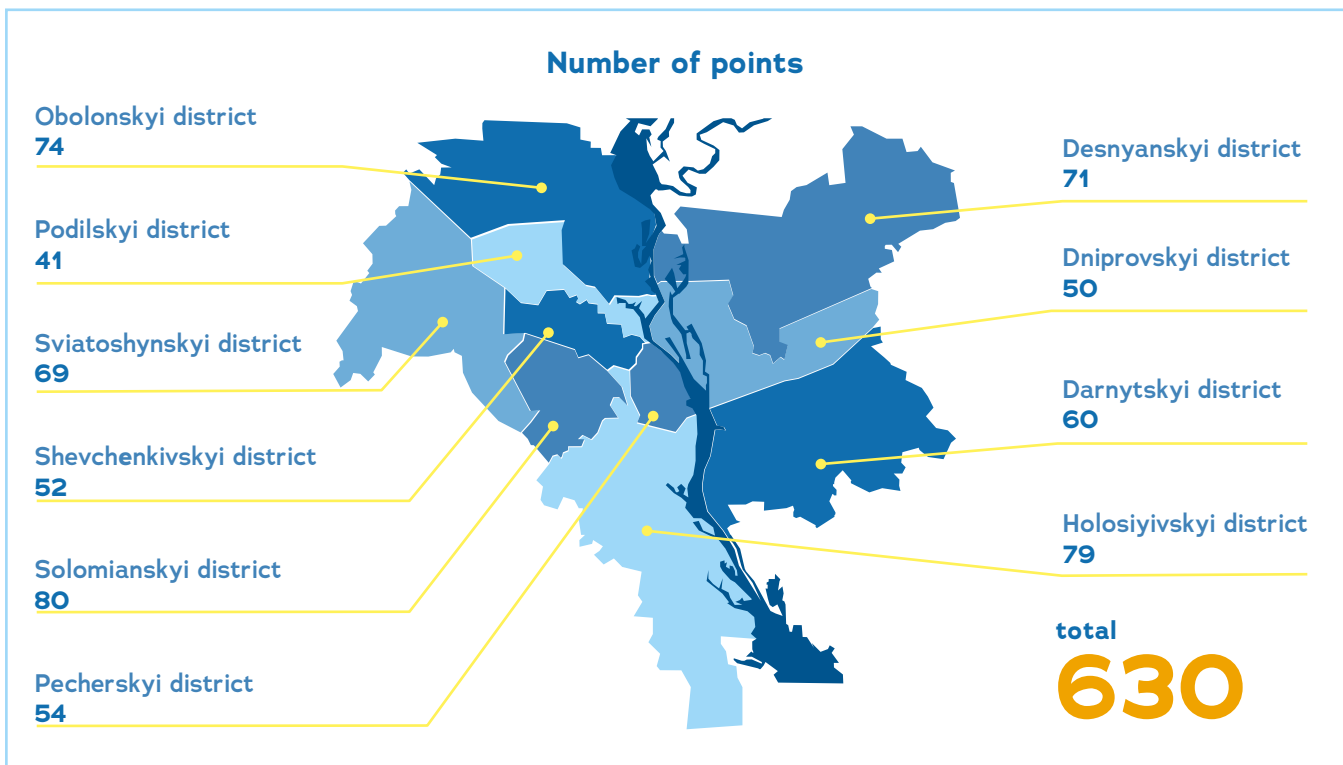 Number of points
Obolonskyi district
74
Podilskyi district
41
Sviatoshynskyi district
69
Shevchenkivskyi district
52
Solomianskyi district
80
Pecherskyi district
54
Desnyanskyi district
71
Dniprovskyi district
50
Darnytskyi district
60
Holosiyivskyi district
79
total
630